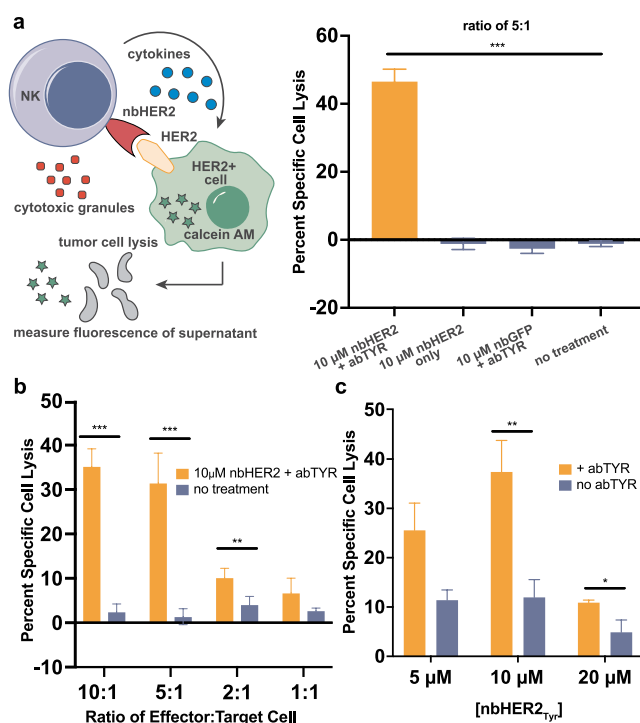 a
cytokines
NK
nbHER2
HER2
HER2+
cell
calcein AM
cytotoxic granules
tumor cell lysis
measure fluorescence of supernatant
ratio of 5:1
***
Percent Specific Cell Lysis
60
40
20
0
-20
10 µM nbHER2
+ abTYR
10 µM nbHER2
only
10 µM nbGFP
+ abTYR
no treatment
b
Percent Specific Cell Lysis
50
40
30
20
10
0
-10
***
***
**
10µM nbHER2 + abTYR
no treatment
10:1
5:1
2:1
1:1
Ratio of Effector:Target Cell
c
Percent Specific Cell Lysis
50
40
30
20
10
0
**
*
+ abTYR
no abTYR
5 µM
10 µM
20 µM
[nbHER2Tyr]